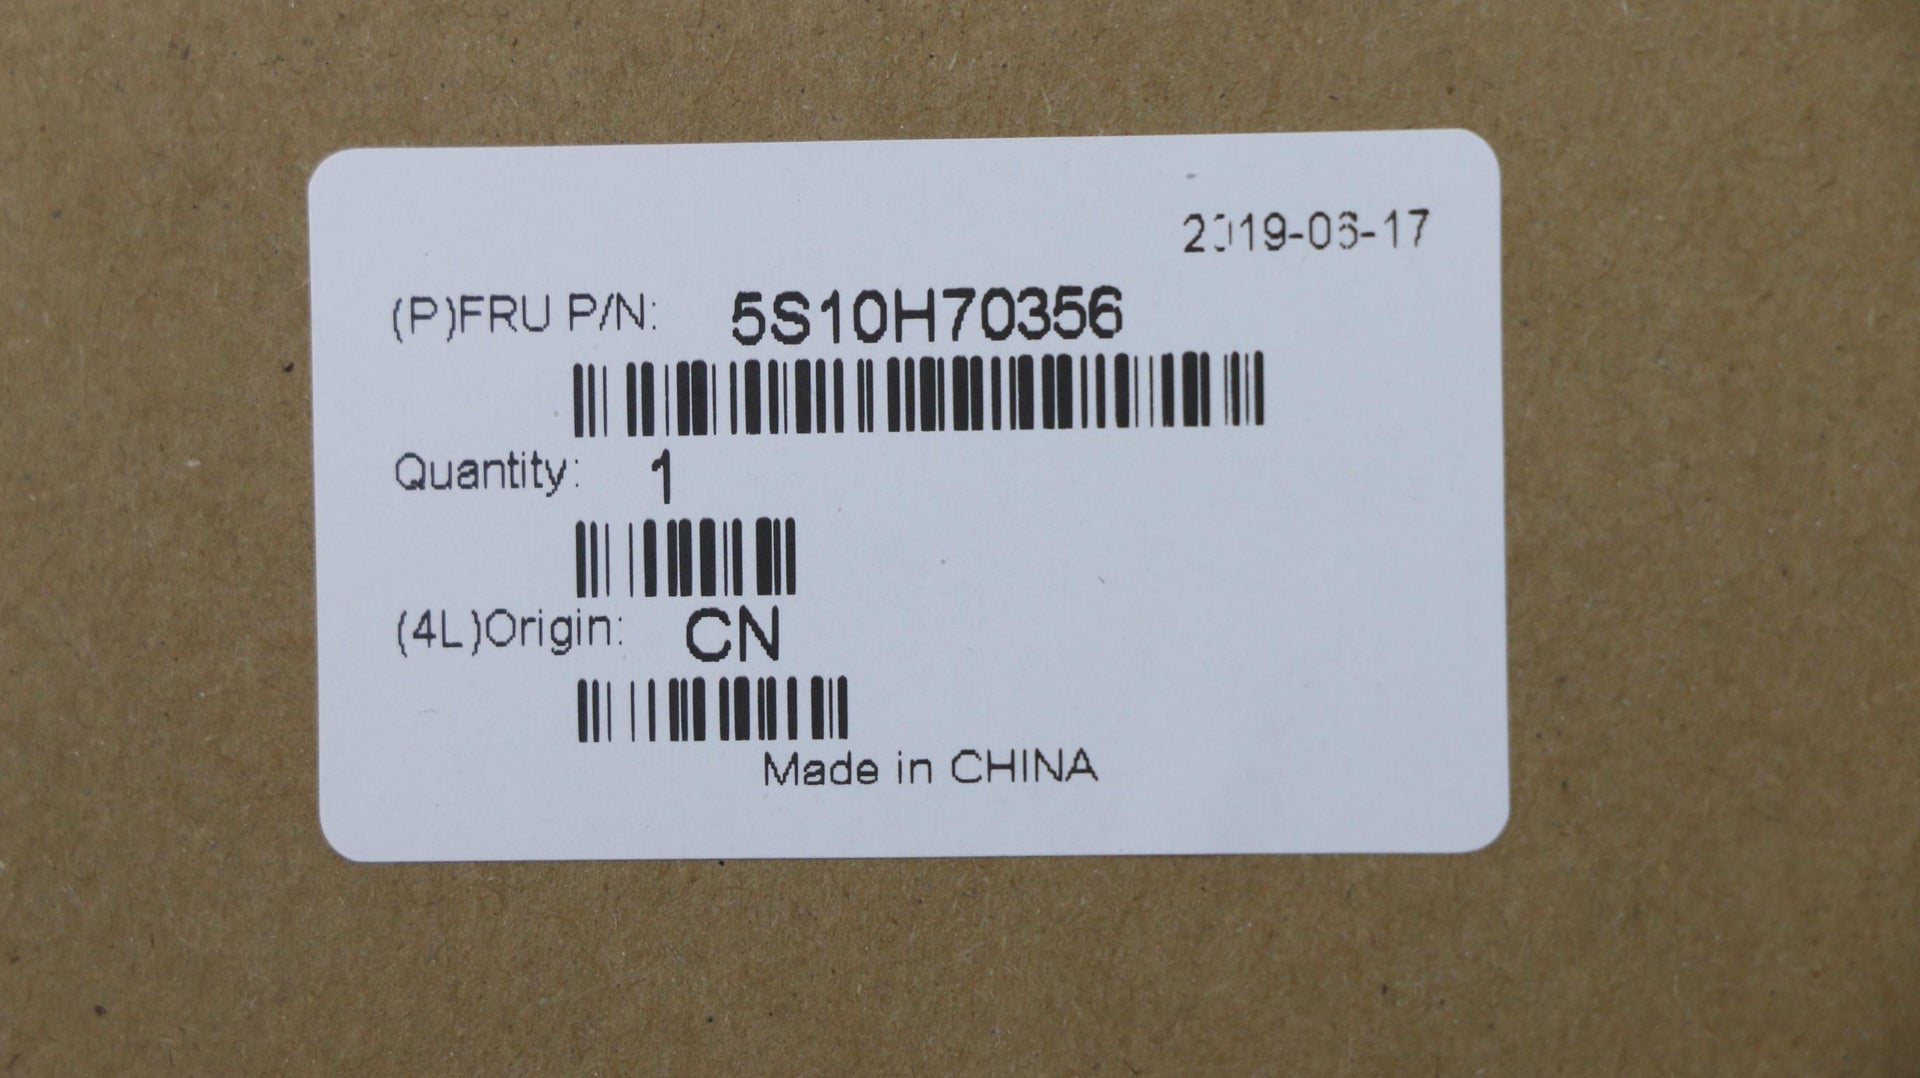 2019-06-17
(P)FRU P/N: 5S10H70356
Quantity: 1
(4L)Origin: CN
Made in CHINA